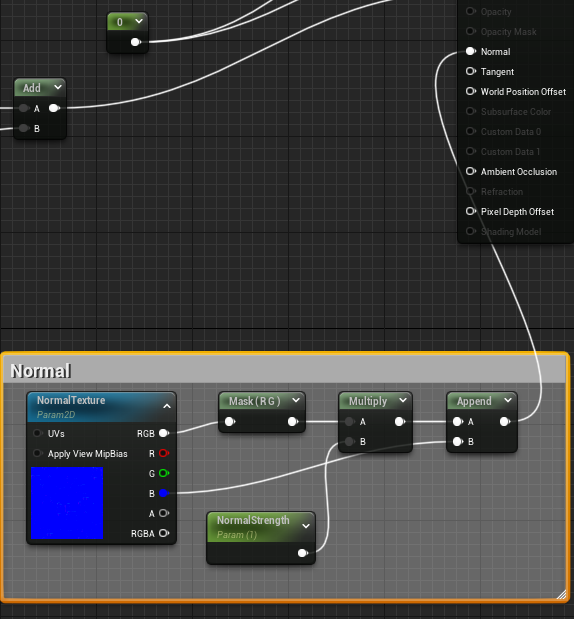 0
Add
A
B
Opacity
Opacity Mask
Normal
Tangent
World Position Offset
Subsurface Color
Custom Data 0
Custom Data 1
Ambient Occlusion
Refraction
Pixel Depth Offset
Shading Model
Normal
NormalTexture
Param2D
UVs
RGB
Apply View MipBias
R
G
B
A
RGBA
Mask ( R G )
Multiply
A
B
Append
A
B
NormalStrength
Param (1)